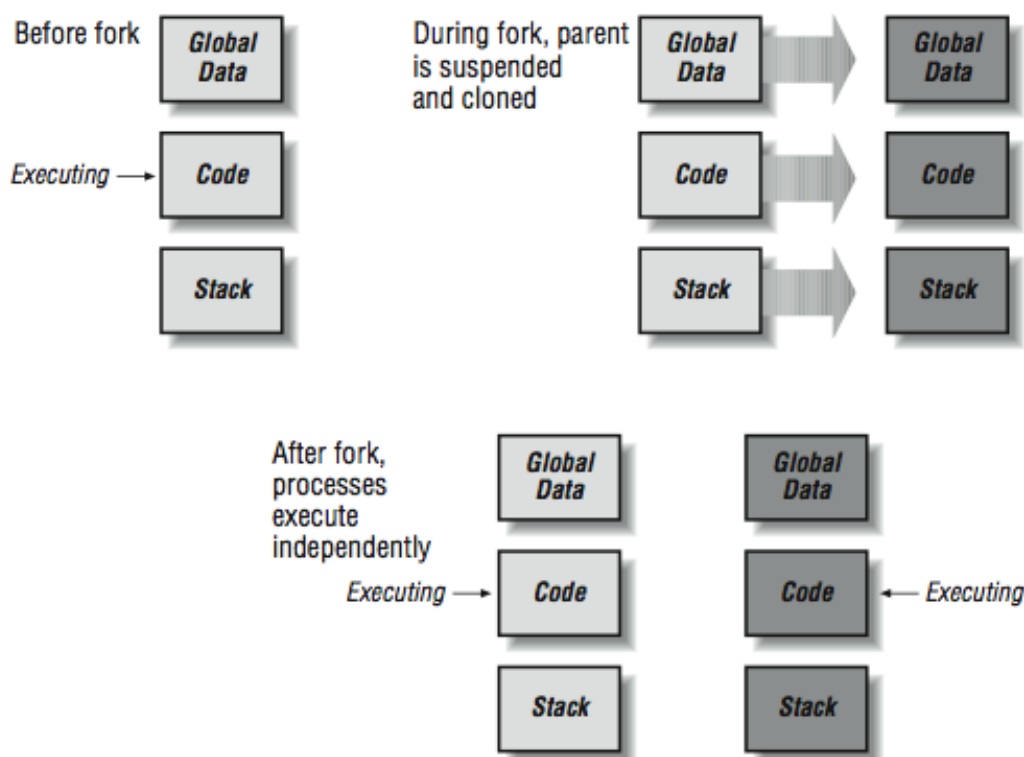 Before fork
Global
Data
Executing
Code
Stack
During fork, parent
is suspended
and cloned
Global
Data
Global
Data
Code
Code
Stack
Stack
After fork,
processes
execute
independently
Global
Data
Global
Data
Executing
Code
Code
Executing
Stack
Stack